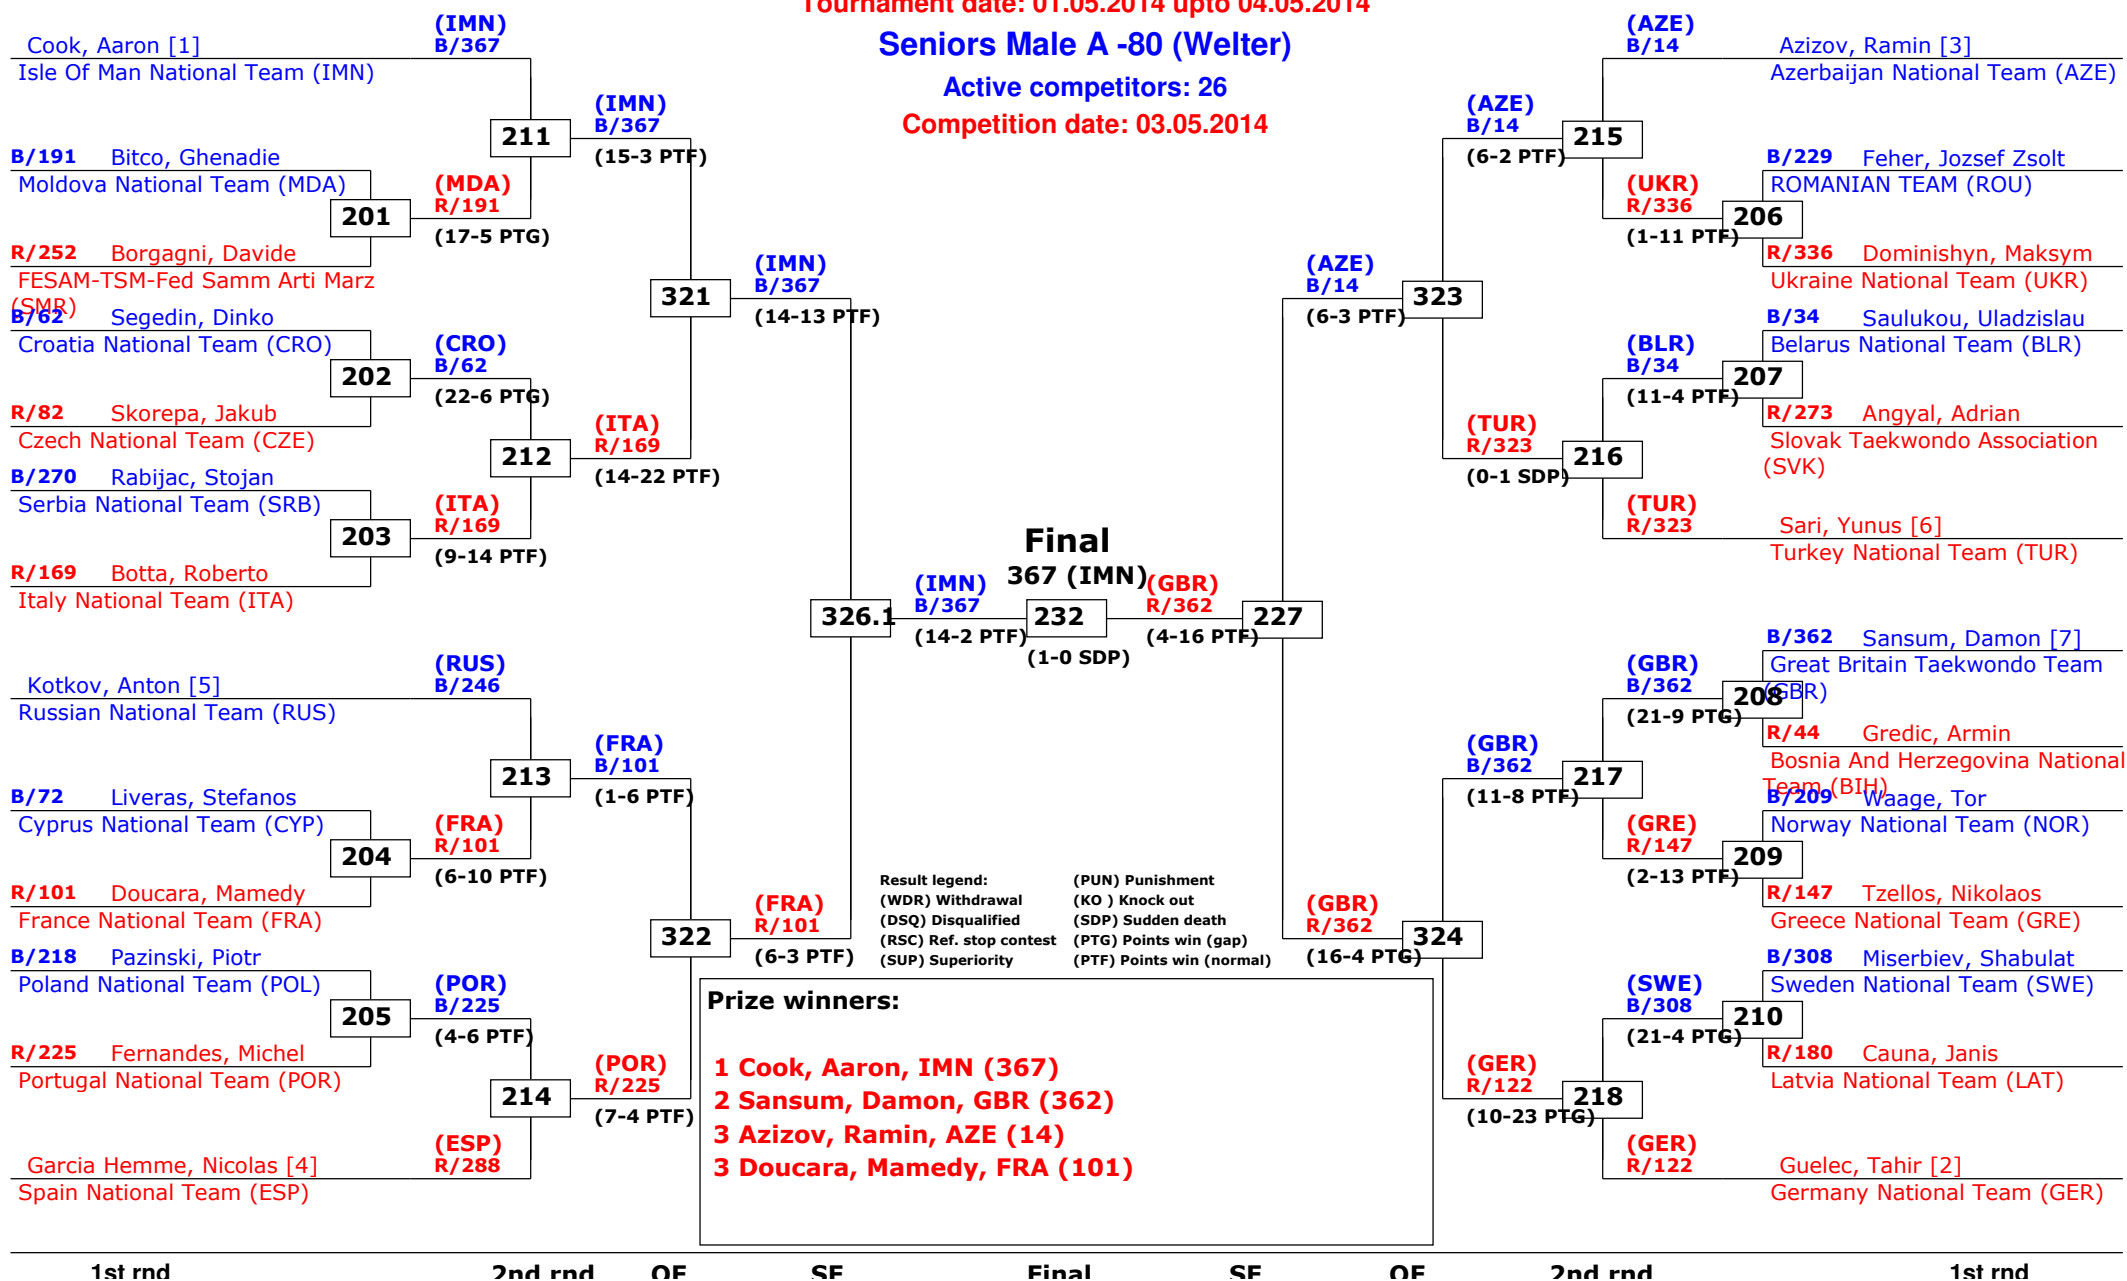 Tournament date: 01.05.2014 upto 04.05.2014
Seniors Male A -80 (Welter)
Active competitors: 26
Competition date: 03.05.2014
Cook, Aaron [1]
Isle Of Man National Team (IMN)
(IMN)
B/367
B/191 Bitco, Ghenadie
Moldova National Team (MDA)
201
R/252 Borgagni, Davide
FESAM-TSM-Fed Samm Arti Marz
(SMR)
(MDA)
R/191
(17-5 PTG)
211
(IMN)
B/367
(15-3 PTF)
B/62 Segedin, Dinko
Croatia National Team (CRO)
202
R/82 Skorepa, Jakub
Czech National Team (CZE)
(CRO)
B/62
(22-6 PTG)
B/270 Rabijac, Stojan
Serbia National Team (SRB)
203
R/169 Botta, Roberto
Italy National Team (ITA)
(ITA)
R/169
(9-14 PTF)
212
(ITA)
R/169
(14-22 PTF)
321
(IMN)
B/367
(14-13 PTF)
Kotkov, Anton [5]
Russian National Team (RUS)
(RUS)
B/246
B/72 Liveras, Stefanos
Cyprus National Team (CYP)
204
R/101 Doucara, Mamedy
France National Team (FRA)
(FRA)
R/101
(6-10 PTF)
213
(FRA)
B/101
(1-6 PTF)
B/218 Pazinski, Piotr
Poland National Team (POL)
205
R/225 Fernandes, Michel
Portugal National Team (POR)
(POR)
B/225
(4-6 PTF)
Garcia Hemme, Nicolas [4]
Spain National Team (ESP)
(ESP)
R/288
214
(POR)
R/225
(7-4 PTF)
322
(FRA)
R/101
(6-3 PTF)
326.1
(IMN)
B/367
(14-2 PTF)
Final
367 (IMN)
232
(1-0 SDP)
(GBR)
R/362
(4-16 PTF)
227
(AZE)
B/14
(6-3 PTF)
323
(AZE)
B/14
(6-2 PTF)
215
(AZE)
B/14
Azizov, Ramin [3]
Azerbaijan National Team (AZE)
(UKR)
R/336
(1-11 PTF)
206
B/229 Feher, Jozsef Zsolt
ROMANIAN TEAM (ROU)
R/336 Dominishyn, Maksym
Ukraine National Team (UKR)
(TUR)
R/323
(0-1 SDP)
216
(BLR)
B/34
(11-4 PTF)
207
B/34 Saulukou, Uladzislau
Belarus National Team (BLR)
R/273 Angyal, Adrian
Slovak Taekwondo Association
(SVK)
(TUR)
R/323
Sari, Yunus [6]
Turkey National Team (TUR)
(GBR)
R/362
(16-4 PTG)
324
(GBR)
B/362
(11-8 PTF)
217
(GBR)
B/362
(21-9 PTG)
208
B/362 Sansum, Damon [7]
Great Britain Taekwondo Team
(GBR)
R/44 Gredic, Armin
Bosnia And Herzegovina National
Team (BIH)
(GRE)
R/147
(2-13 PTF)
209
B/209 Waage, Tor
Norway National Team (NOR)
R/147 Tzellos, Nikolaos
Greece National Team (GRE)
(GER)
R/122
(10-23 PTG)
218
(SWE)
B/308
(21-4 PTG)
210
B/308 Miserbiev, Shabulat
Sweden National Team (SWE)
R/180 Cauna, Janis
Latvia National Team (LAT)
(GER)
R/122
Guelec, Tahir [2]
Germany National Team (GER)
Result legend: (PUN) Punishment
(WDR) Withdrawal (KO ) Knock out
(DSQ) Disqualified (SDP) Sudden death
(RSC) Ref. stop contest (PTG) Points win (gap)
(SUP) Superiority (PTF) Points win (normal)
Prize winners:
1 Cook, Aaron, IMN (367)
2 Sansum, Damon, GBR (362)
3 Azizov, Ramin, AZE (14)
3 Doucara, Mamedy, FRA (101)
1st rnd 2nd rnd QF SF Final SF QF 2nd rnd 1st rnd